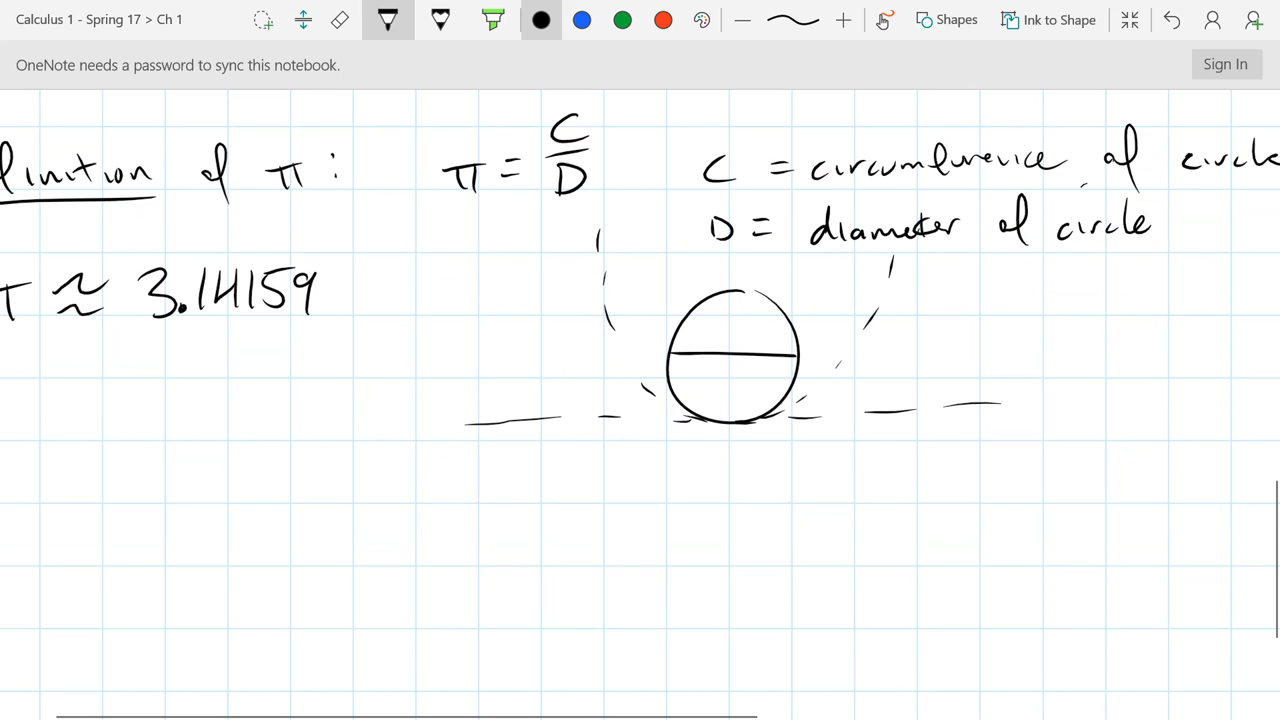 Calculus 1 - Spring 17 > Ch 1
Shapes
Ink to Shape
OneNote needs a password to sync this notebook.
Sign In
finition of π : π = C/D C = circumference of circle
D = diameter of circle
π ≈ 3.14159